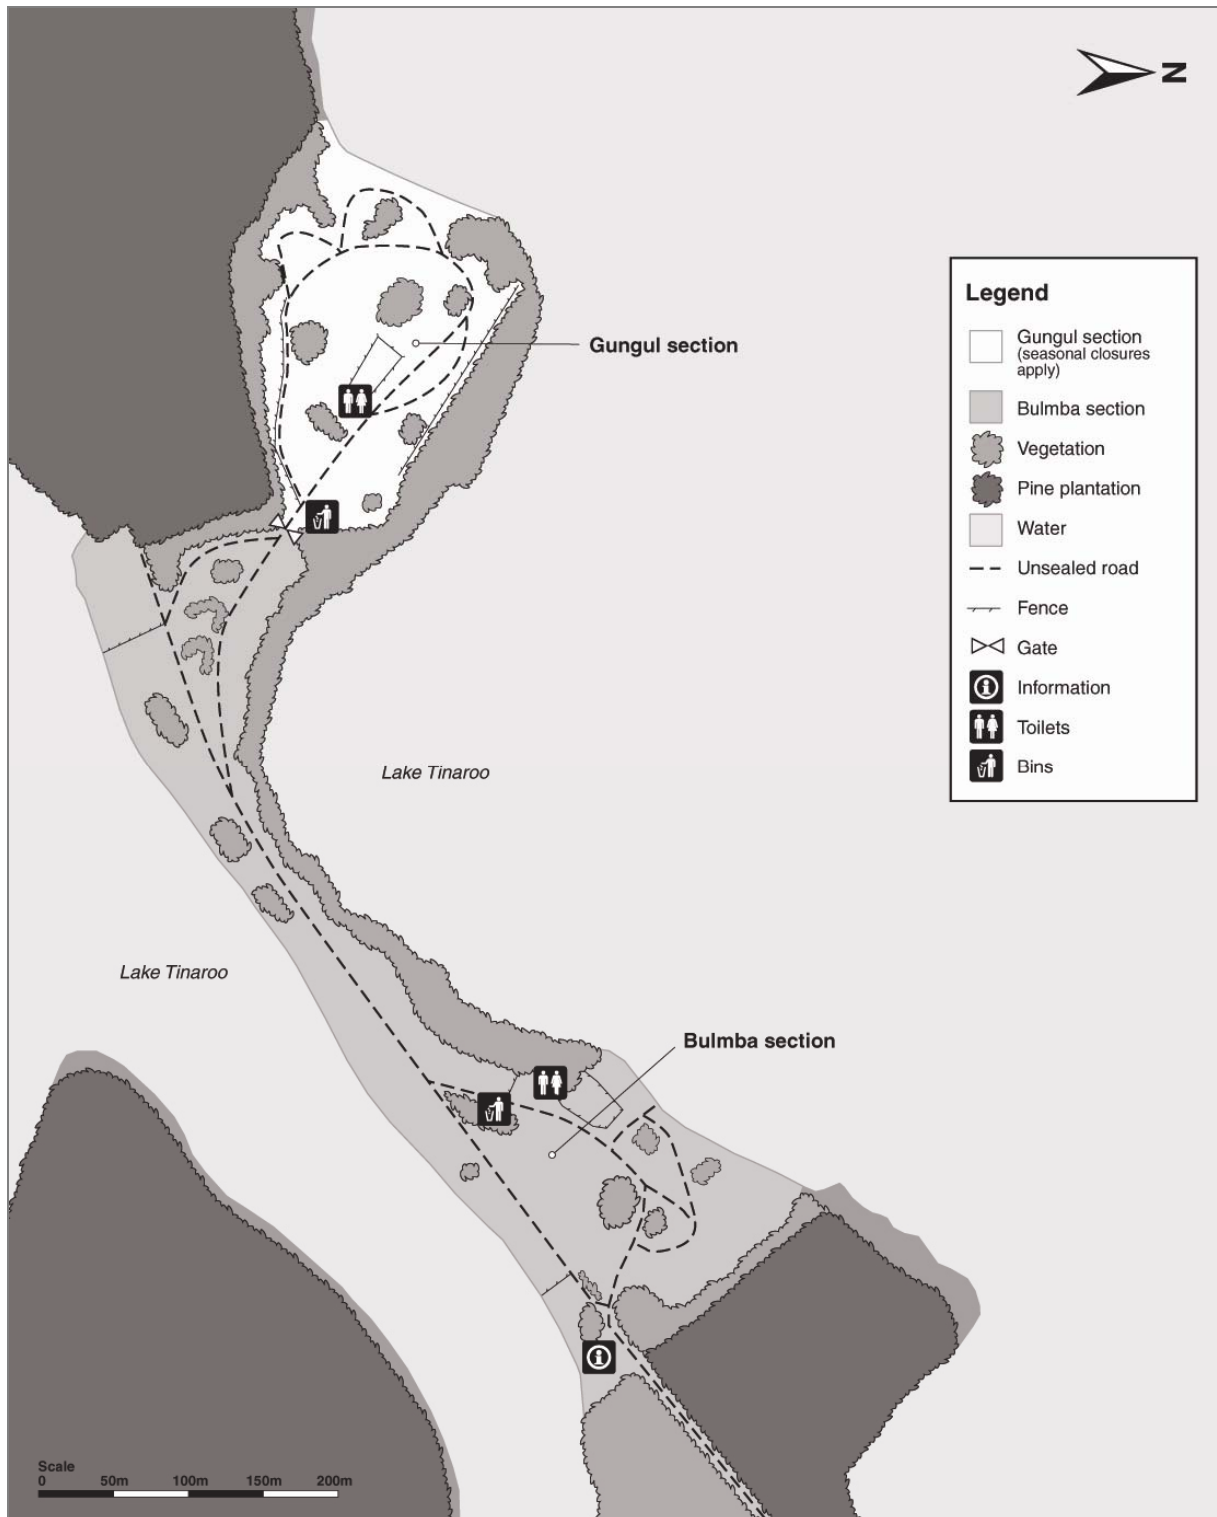 N
Gungul section
Legend
Gungul section
(seasonal closures
apply)
Bulmba section
Vegetation
Pine plantation
Water
Unsealed road
Fence
Gate
Information
Toilets
Bins
Lake Tinaroo
Lake Tinaroo
Bulmba section
Scale
0 50m 100m 150m 200m